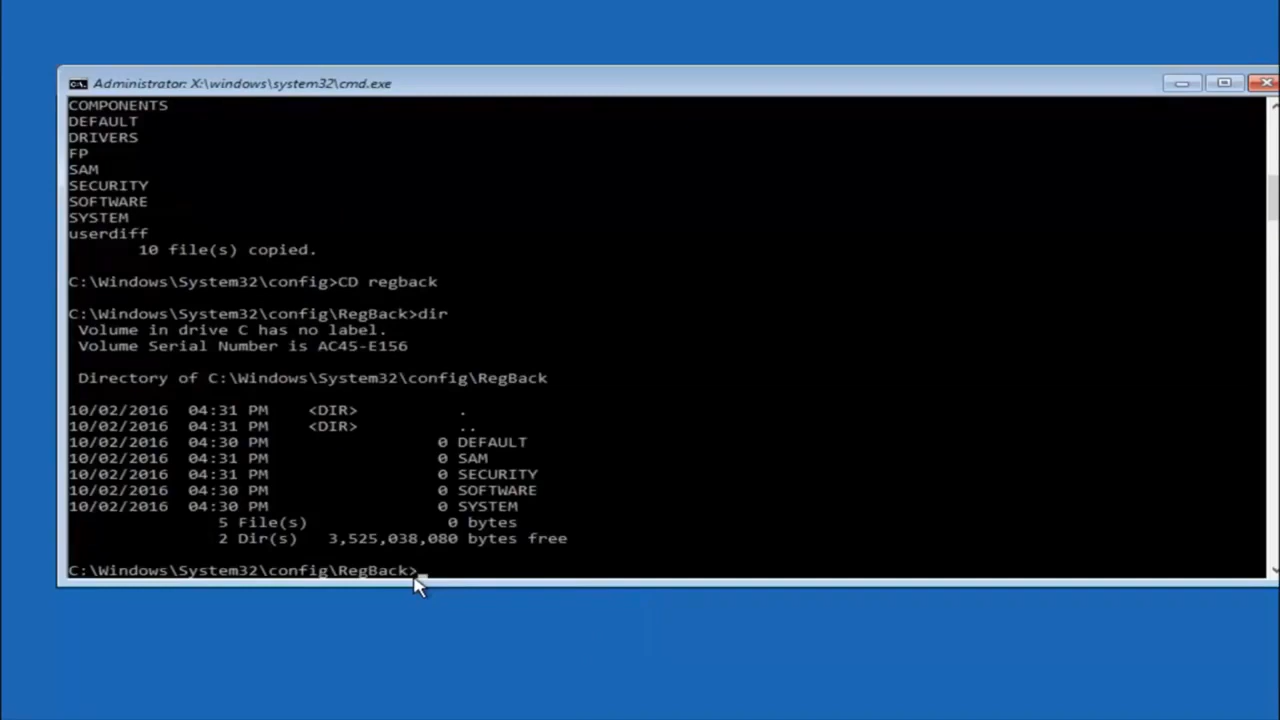 Administrator: X:\windows\system32\cmd.exe
COMPONENTS
DEFAULT
DRIVERS
FP
SAM
SECURITY
SOFTWARE
SYSTEM
userdiff
10 file(s) copied.
C:\Windows\System32\config>CD regback
C:\Windows\System32\config\RegBack>dir
Volume in drive C has no label.
Volume Serial Number is AC45-E156
Directory of C:\Windows\System32\config\RegBack
10/02/2016 04:31 PM <DIR> .
10/02/2016 04:31 PM <DIR> ..
10/02/2016 04:30 PM 0 DEFAULT
10/02/2016 04:31 PM 0 SAM
10/02/2016 04:31 PM 0 SECURITY
10/02/2016 04:30 PM 0 SOFTWARE
10/02/2016 04:30 PM 0 SYSTEM
5 File(s) 0 bytes
2 Dir(s) 3,525,038,080 bytes free
C:\Windows\System32\config\RegBack>